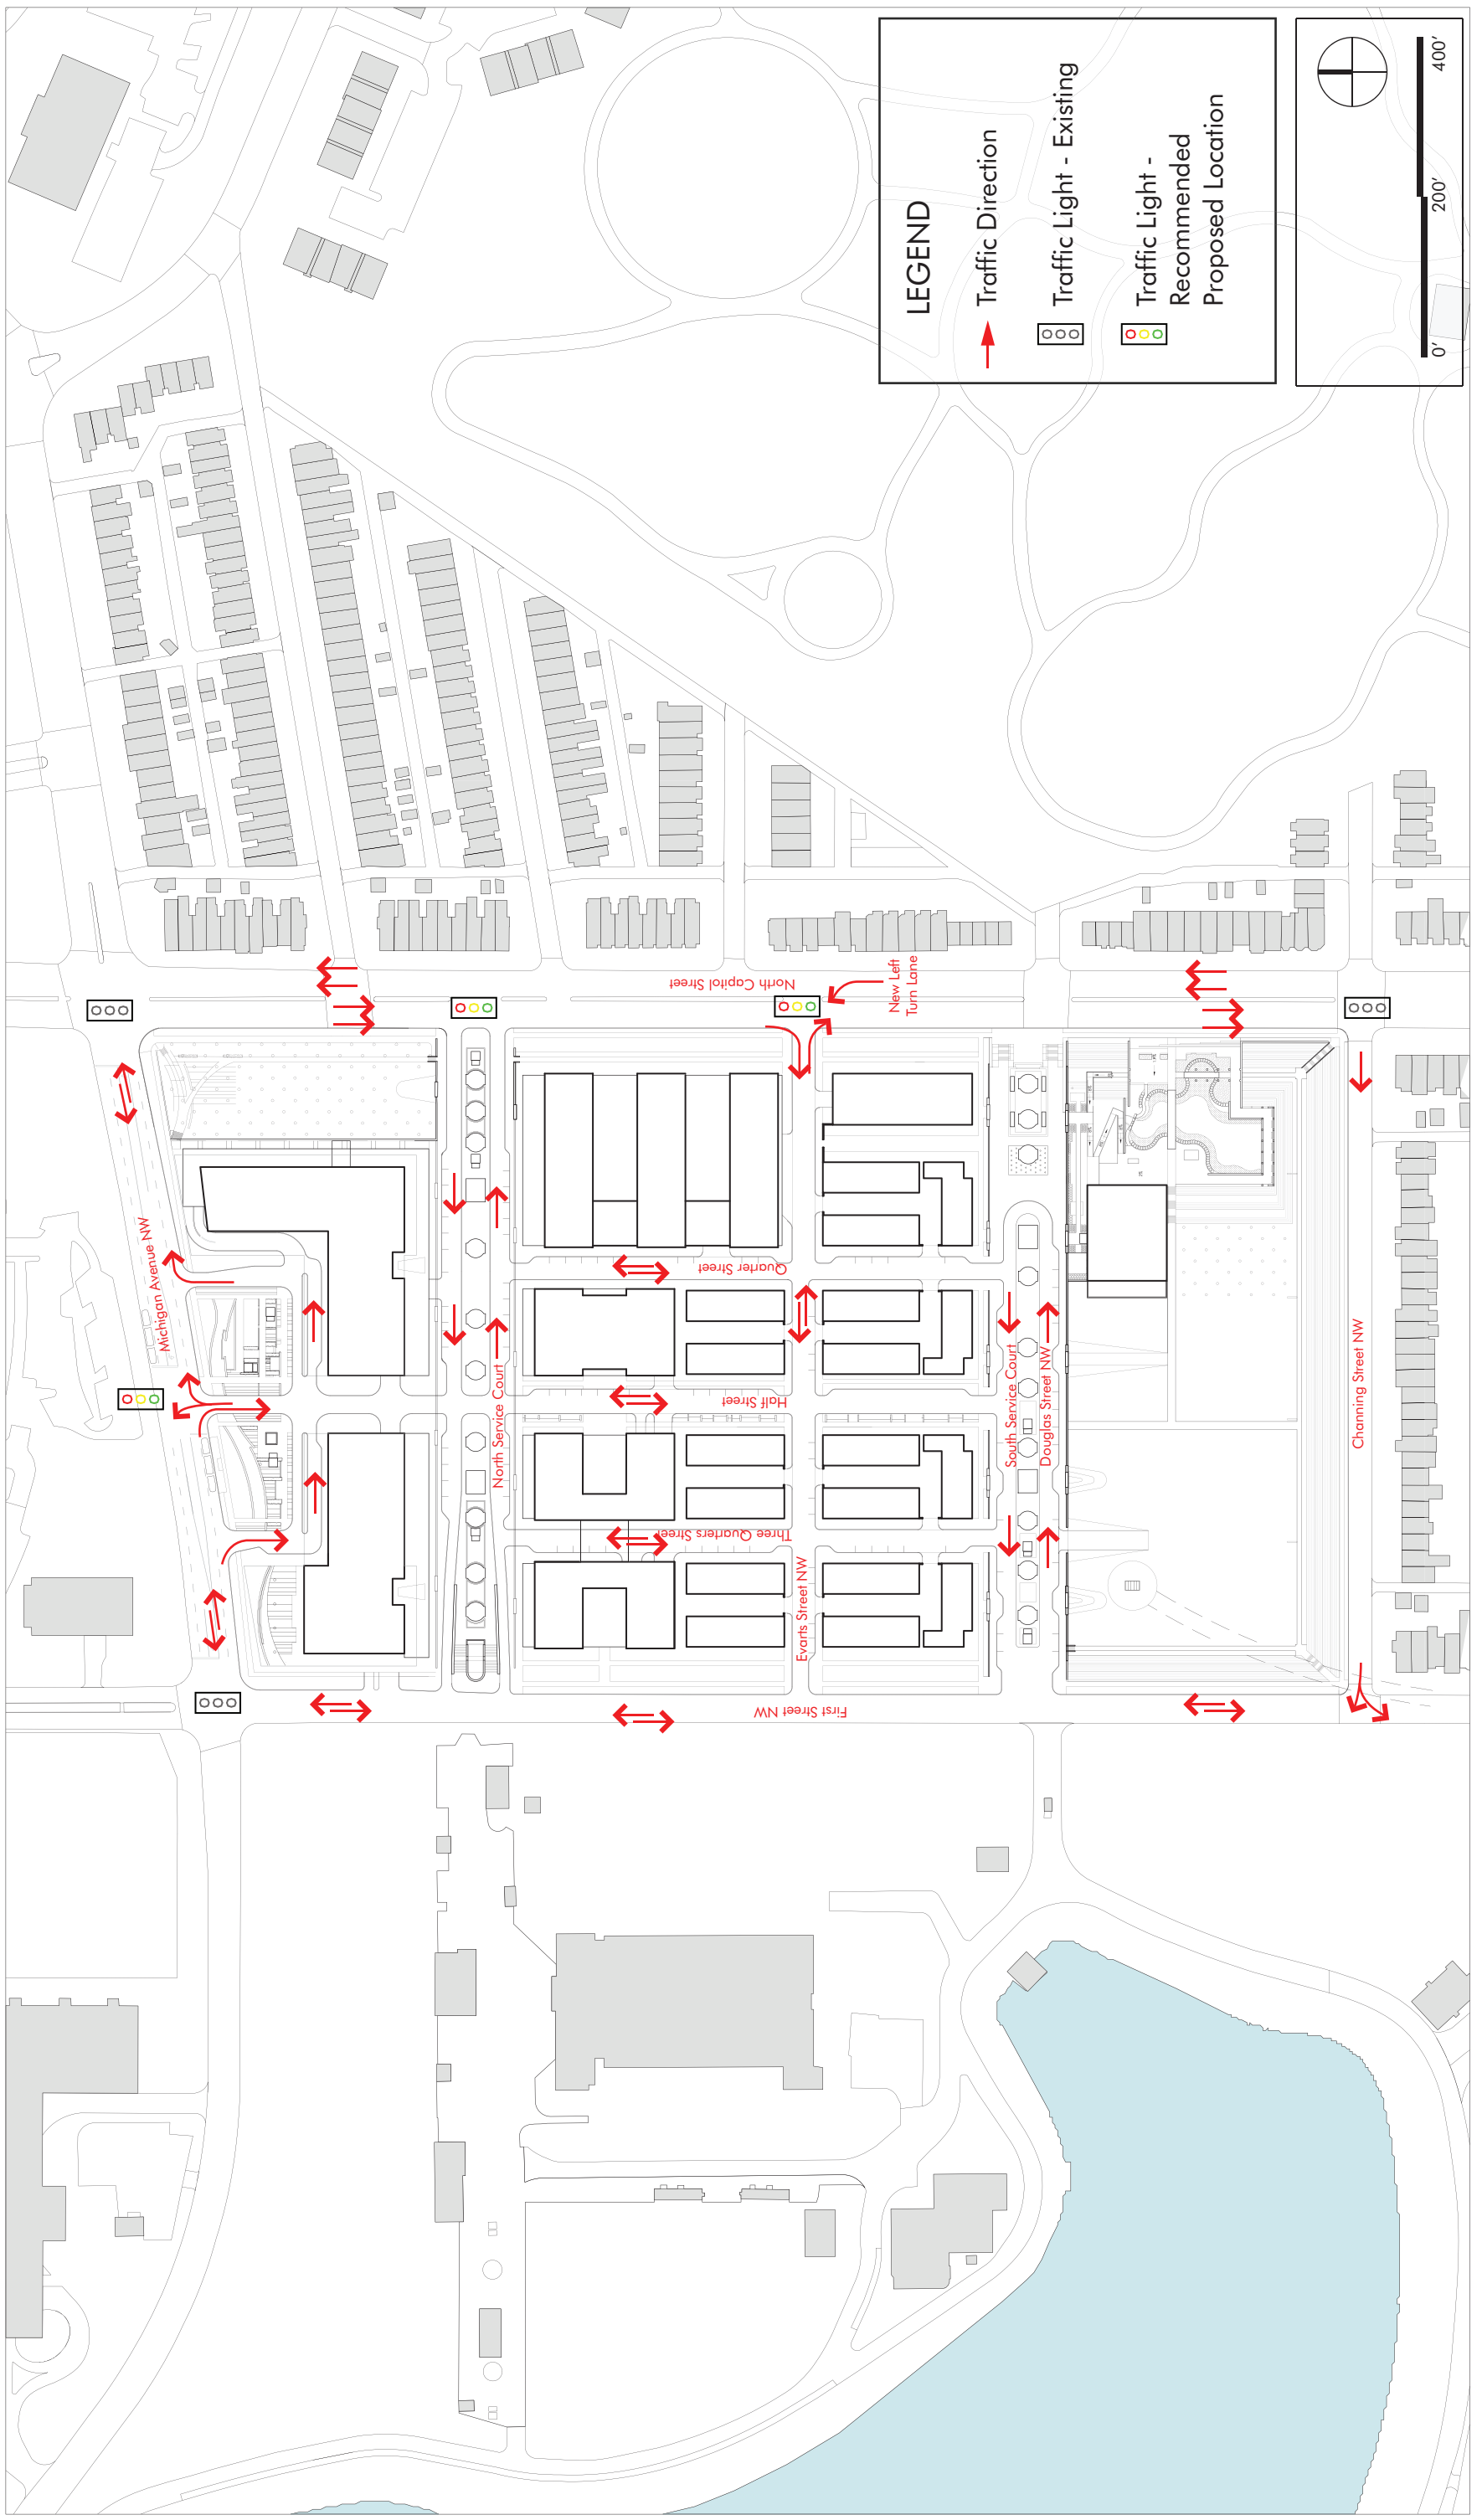 LEGEND
Traffic Direction
Traffic Light - Existing
Traffic Light -
Recommended
Proposed Location
0'
200'
400'
North Capitol Street
New Left
Turn Lane
Michigan Avenue NW
Quarter Street
North Service Court
Half Street
South Service Court
Douglas Street NW
Channing Street NW
Three Quarters Street
Evarts Street NW
First Street NW